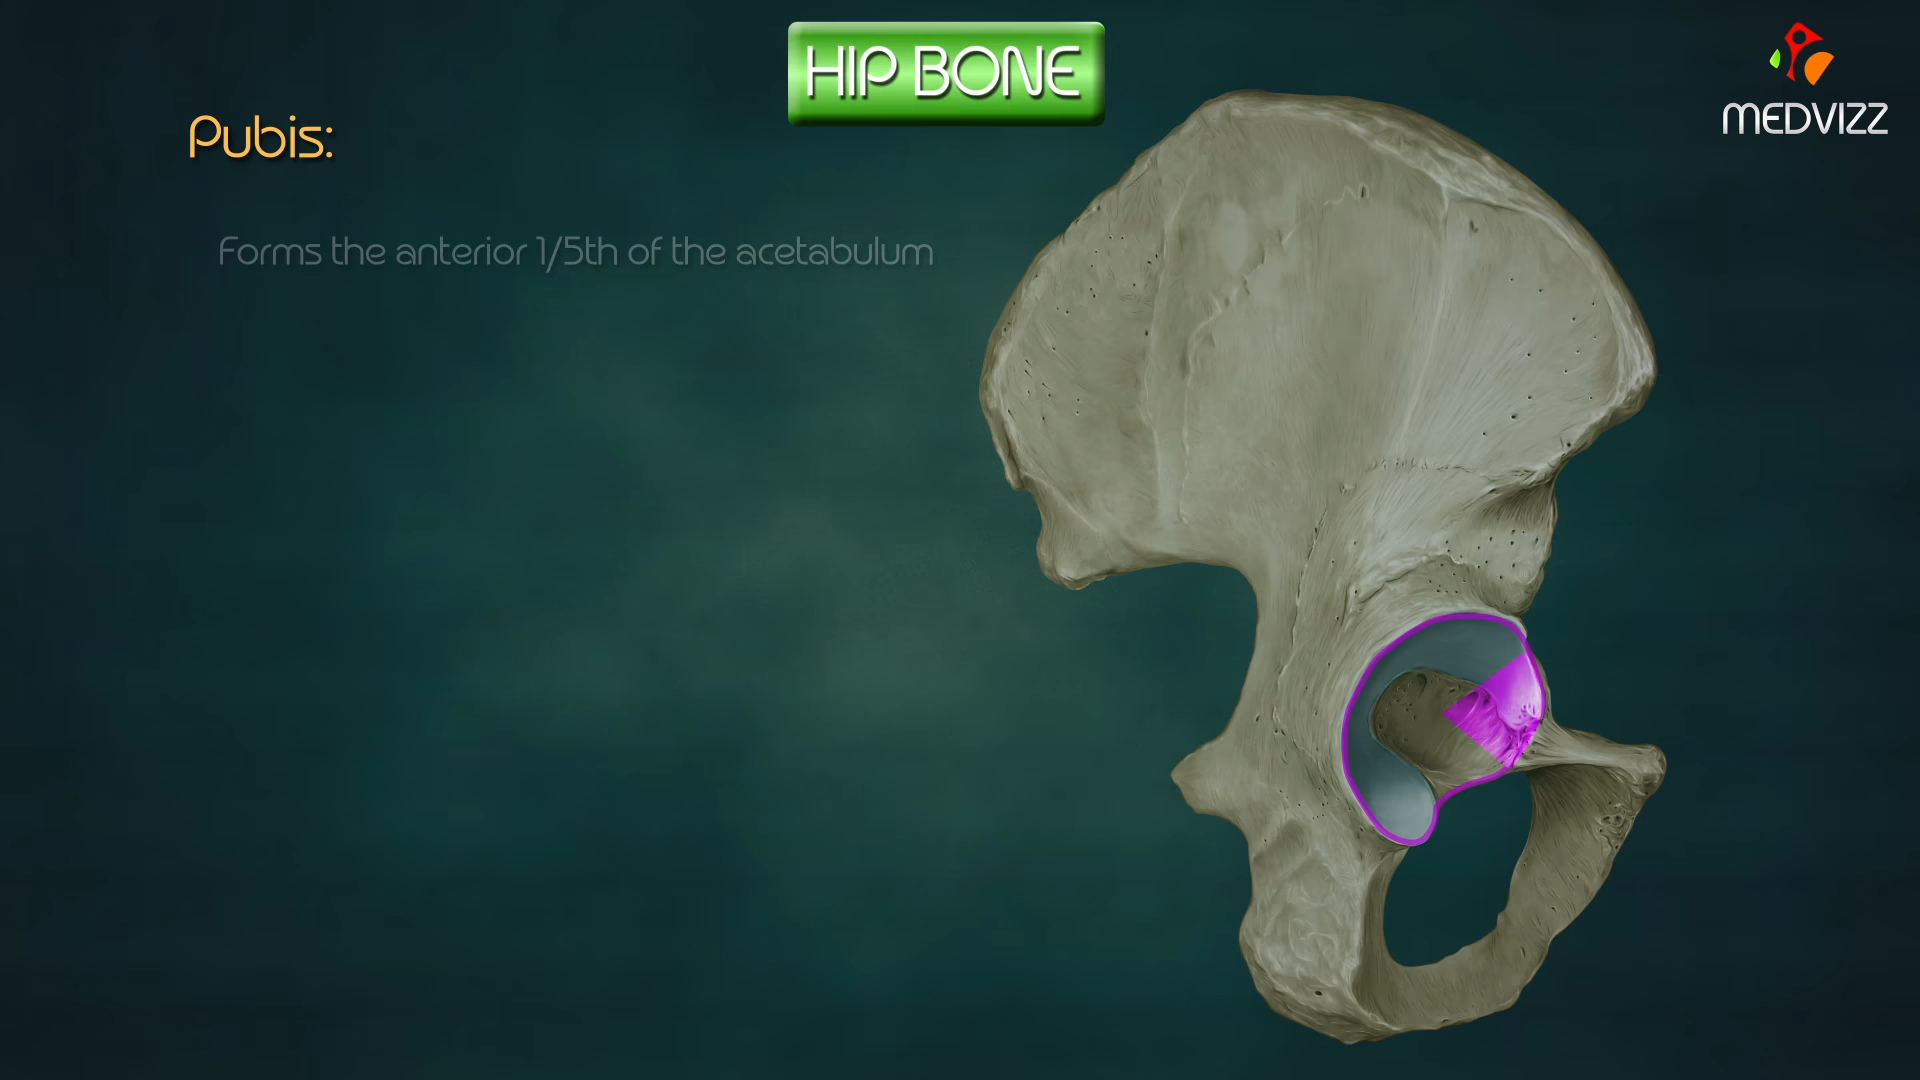 HIP BONE
MEDVIZZ
Pubis:
Forms the anterior 1/5th of the acetabulum